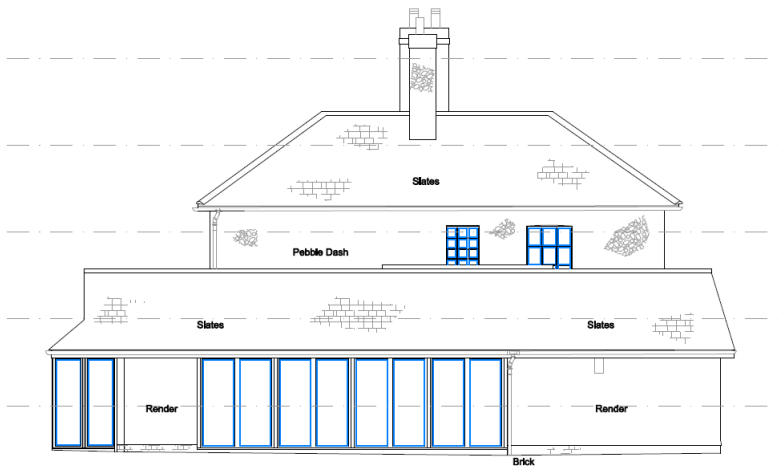 Slates
Pebble Dash
Slates
Slates
Render
Render
Brick